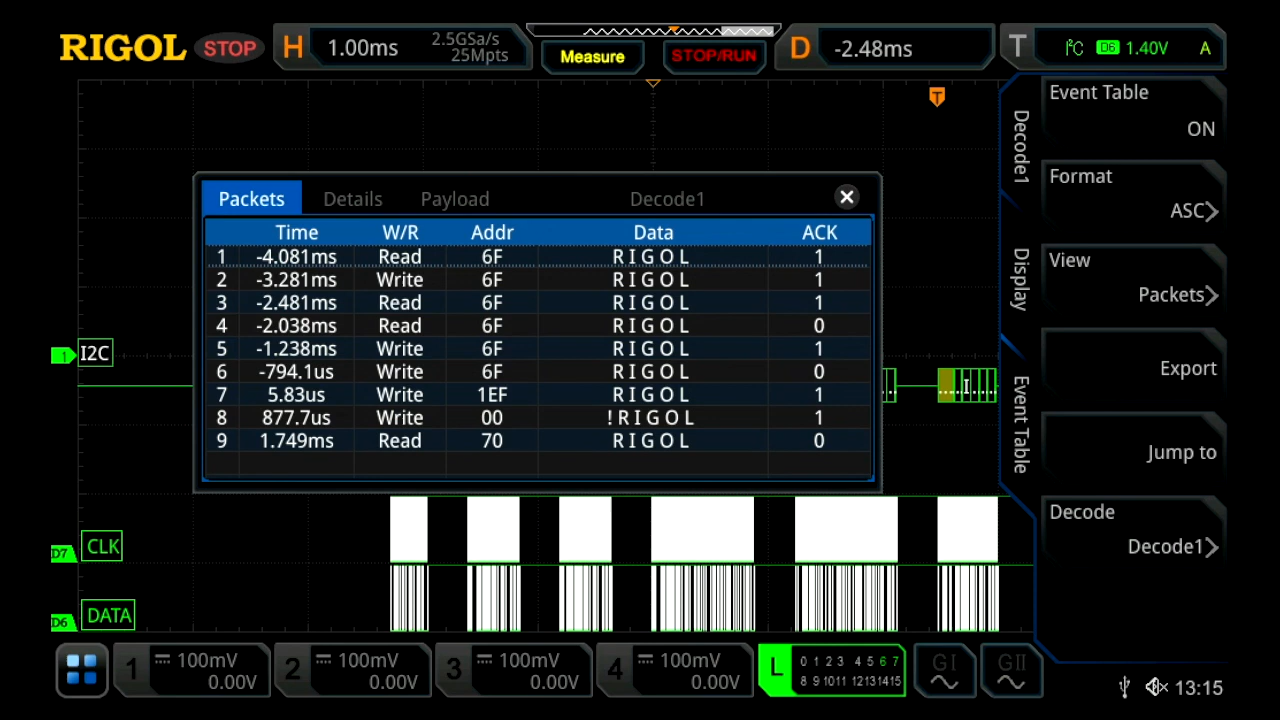 RIGOL STOP H 1.00ms 2.5GSa/s 25Mpts Measure STOP/RUN D -2.48ms T I²C D6 1.40V A
T
Packets Details Payload Decode1
Time W/R Addr Data ACK
1 -4.081ms Read 6F R I G O L 1
2 -3.281ms Write 6F R I G O L 1
3 -2.481ms Read 6F R I G O L 1
4 -2.038ms Read 6F R I G O L 0
5 -1.238ms Write 6F R I G O L 1
6 -794.1us Write 6F R I G O L 0
7 5.83us Write 1EF R I G O L 1
8 877.7us Write 00 ! R I G O L 1
9 1.749ms Read 70 R I G O L 0
1 I2C
...I...
D7 CLK
D6 DATA
Decode1
Display
Event Table
Event Table
ON
Format
ASC
View
Packets
Export
Jump to
Decode
Decode1
1 100mV 0.00V
2 100mV 0.00V
3 100mV 0.00V
4 100mV 0.00V
L 0 1 2 3 4 5 6 7
8 9 10 11 12 13 14 15
GI GII
13:15